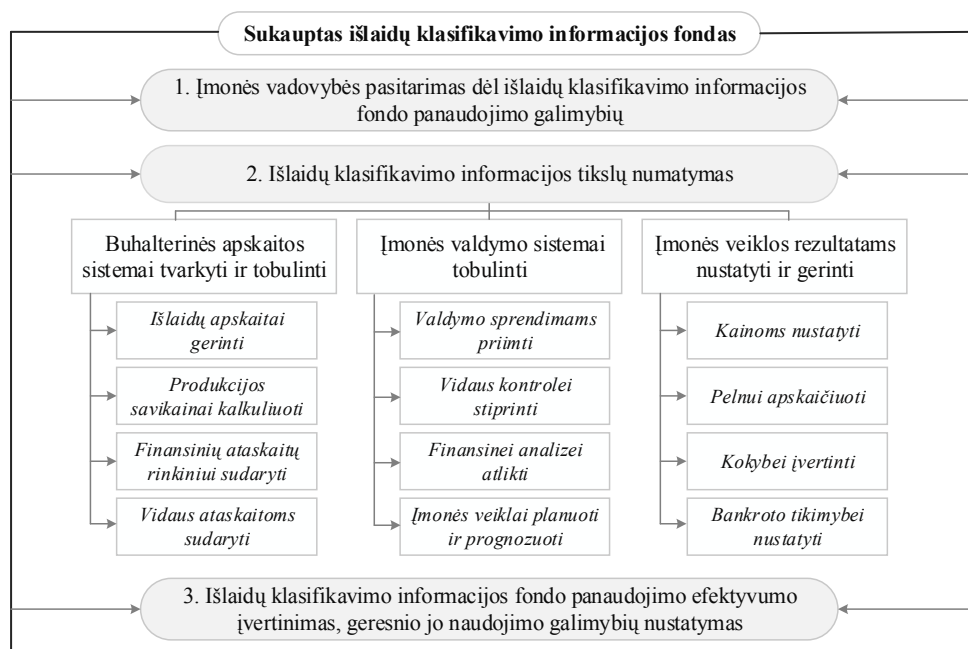 Sukauptas išlaidų klasifikavimo informacijos fondas
1. Įmonės vadovybės pasitarimas dėl išlaidų klasifikavimo informacijos
fondo panaudojimo galimybių
2. Išlaidų klasifikavimo informacijos tikslų numatymas
Buhalterinės apskaitos
sistemai tvarkyti ir tobulinti
Išlaidų apskaitai
gerinti
Produkcijos
savikainai kalkuliuoti
Finansinių ataskaitų
rinkiniui sudaryti
Vidaus ataskaitoms
sudaryti
Įmonės valdymo sistemai
tobulinti
Valdymo sprendimams
priimti
Vidaus kontrolei
stiprinti
Finansinei analizei
atlikti
Įmonės veiklai planuoti
ir prognozuoti
Įmonės veiklos rezultatams
nustatyti ir gerinti
Kainoms nustatyti
Pelnui apskaičiuoti
Kokybei įvertinti
Bankroto tikimybei
nustatyti
3. Išlaidų klasifikavimo informacijos fondo panaudojimo efektyvumo
įvertinimas, geresnio jo naudojimo galimybių nustatymas